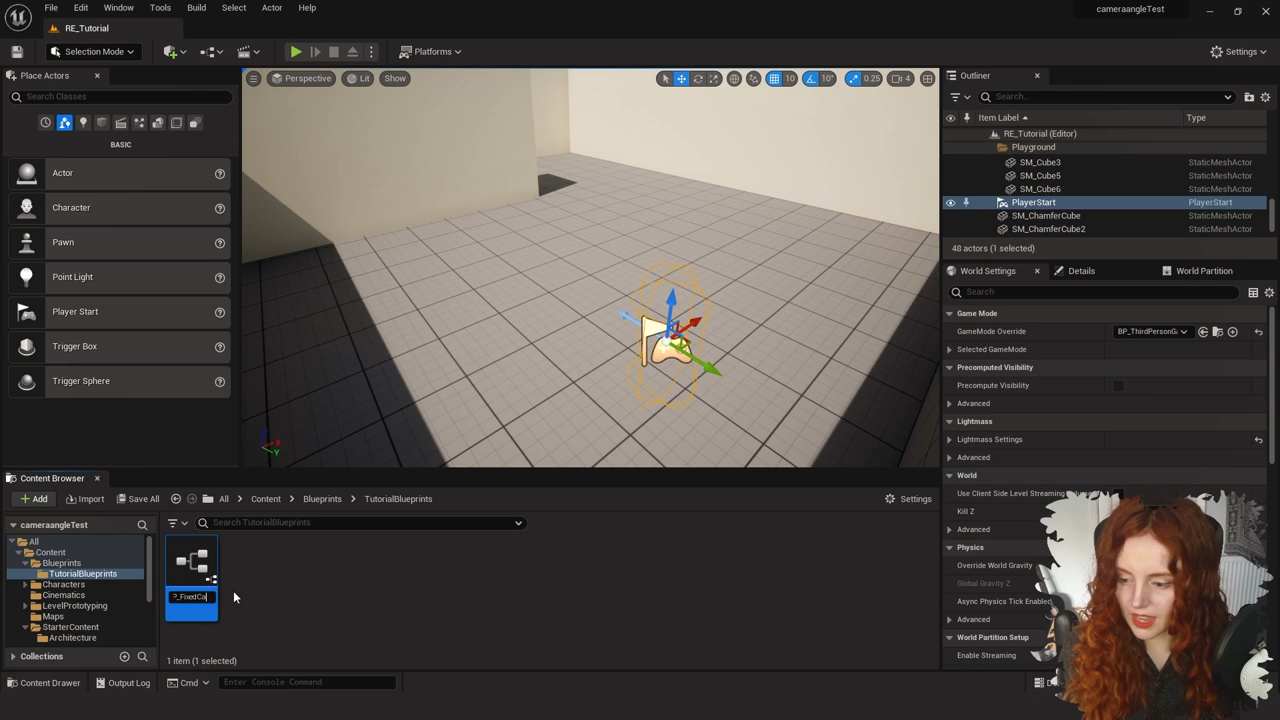 File Edit Window Tools Build Select Actor Help
cameraangleTest
RE_Tutorial
Selection Mode
Platforms
Settings
Place Actors
Search Classes
BASIC
Actor
Character
Pawn
Point Light
Player Start
Trigger Box
Trigger Sphere
Perspective
Lit
Show
10
10°
0.25
4
Z
X
Y
Outliner
Search...
Item Label
Type
RE_Tutorial (Editor)
Playground
SM_Cube3 StaticMeshActor
SM_Cube5 StaticMeshActor
SM_Cube6 StaticMeshActor
PlayerStart PlayerStart
SM_ChamferCube StaticMeshActor
SM_ChamferCube2 StaticMeshActor
48 actors (1 selected)
World Settings
Details
World Partition
Search
Game Mode
GameMode Override BP_ThirdPersonGa
Selected GameMode
Precomputed Visibility
Precompute Visibility
Advanced
Lightmass
Lightmass Settings
Advanced
World
Use Client Side Level Streaming
Kill Z
Advanced
Physics
Override World Gravity
Global Gravity Z
Async Physics Tick Enabled
Advanced
World Partition Setup
Enable Streaming
Content Browser
Add
Import
Save All
All > Content > Blueprints > TutorialBlueprints
Settings
cameraangleTest
All
Content
Blueprints
TutorialBlueprints
Characters
Cinematics
LevelPrototyping
Maps
StarterContent
Architecture
Collections
Search TutorialBlueprints
P_FixedCa
1 item (1 selected)
Content Drawer
Output Log
Cmd
Enter Console Command